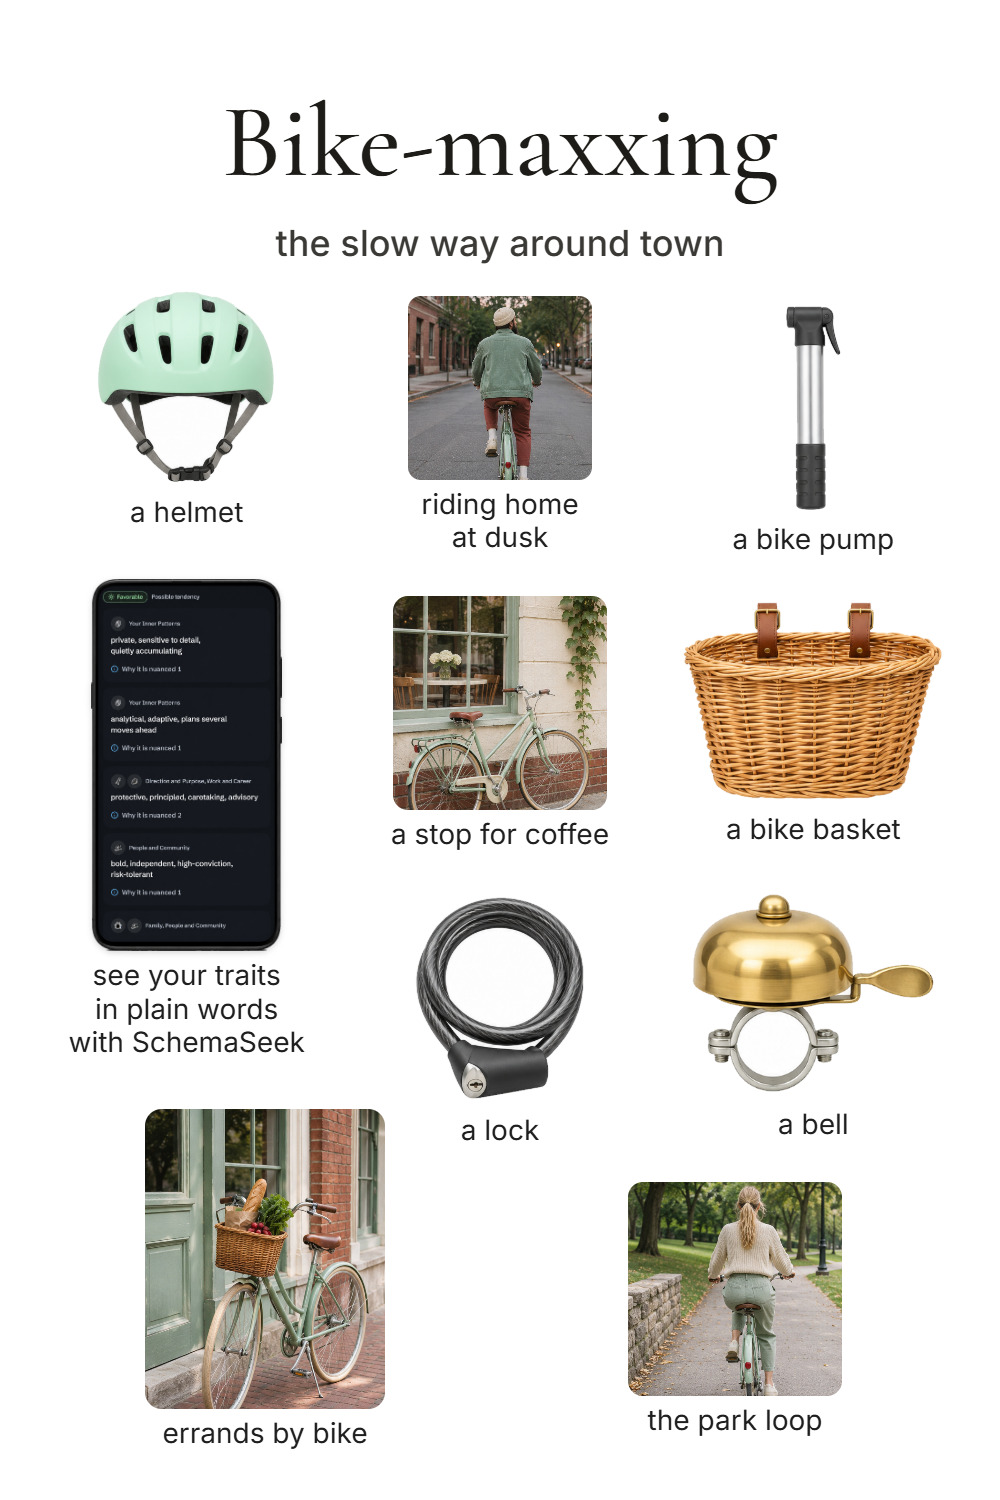 Bike-maxxing
the slow way around town
a helmet
riding home
at dusk
a bike pump
Favorable
Possible tendency
Your Inner Patterns
private, sensitive to detail,
quietly accumulating
Why it is nuanced 1
Your Inner Patterns
analytical, adaptive, plans several
moves ahead
Why it is nuanced 1
Direction and Purpose, Work and Career
protective, principled, caretaking, advisory
Why it is nuanced 2
People and Community
bold, independent, high-conviction,
risk-tolerant
Why it is nuanced 1
Family, People and Community
see your traits
in plain words
with SchemaSeek
a stop for coffee
a bike basket
a lock
a bell
errands by bike
the park loop